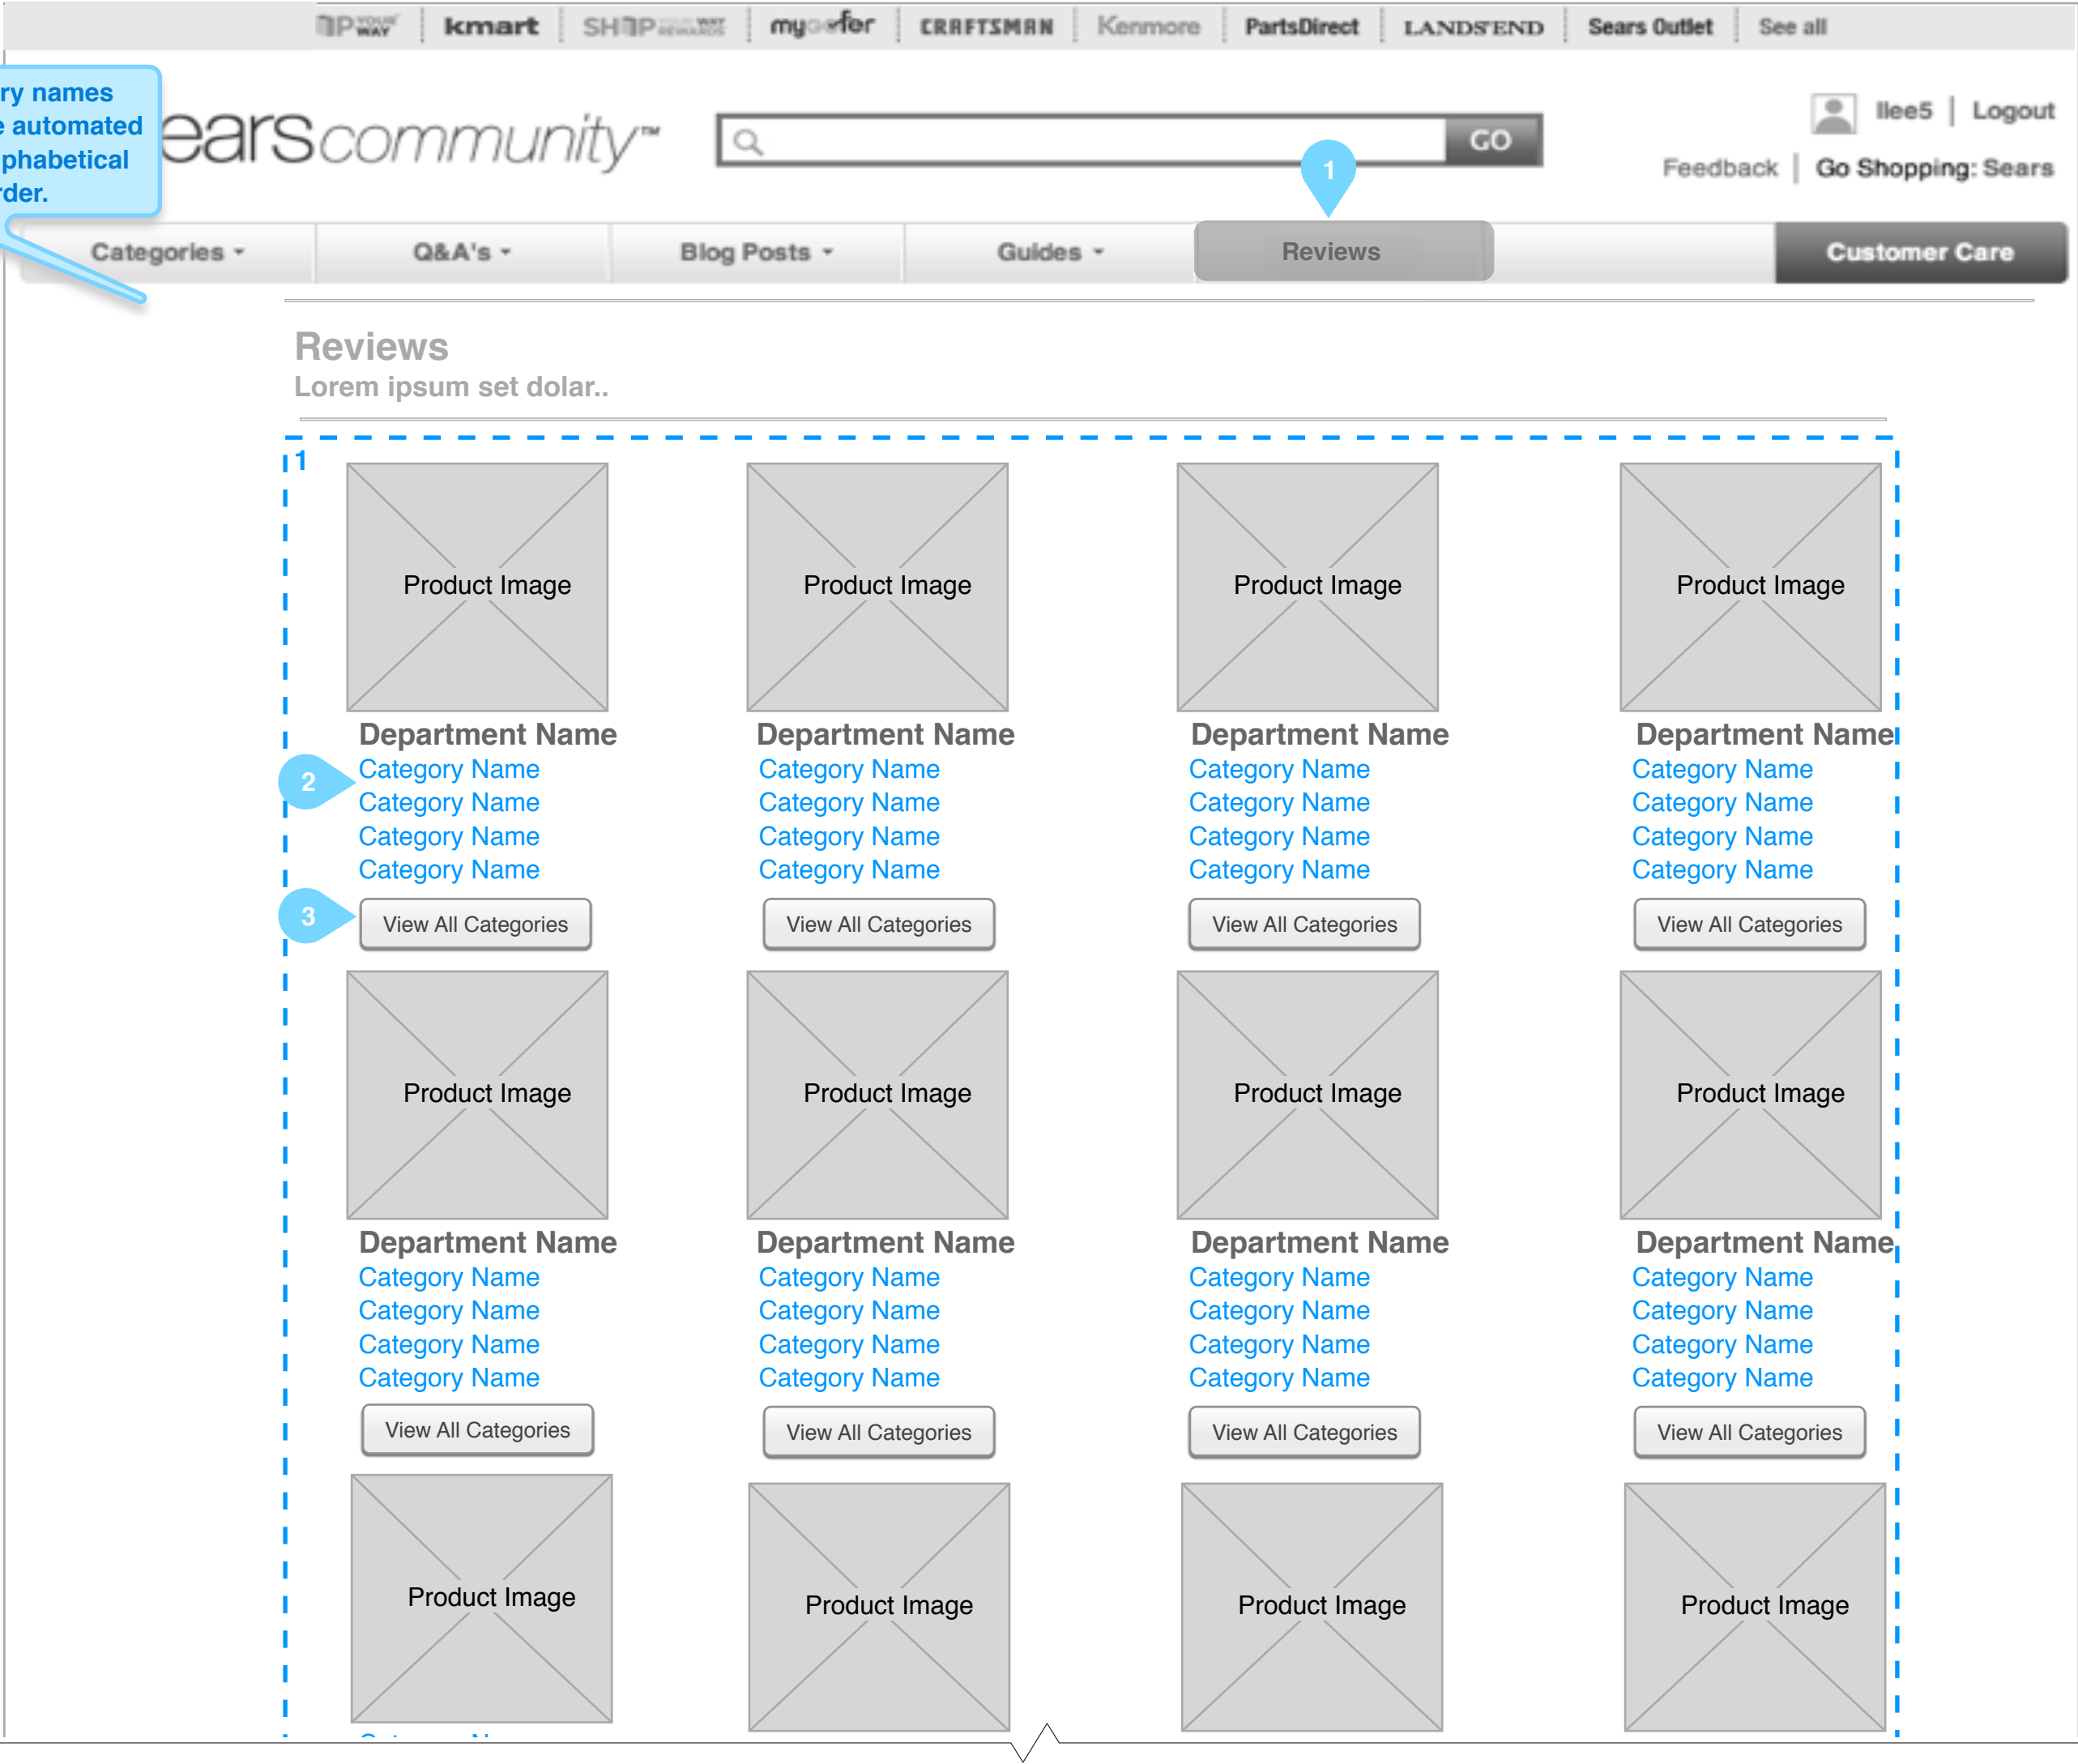 WAY kmart SHOP YOUR WAY REWARDS mygofer CRAFTSMAN Kenmore PartsDirect LANDS'END Sears Outlet See all
ry names
e automated
phabetical
rder.
ears community™
GO
llee5 | Logout
Feedback | Go Shopping: Sears
1
Categories Q&A's Blog Posts Guides Reviews Customer Care
Reviews
Lorem ipsum set dolar..
1
Product Image Product Image Product Image Product Image
Department Name Department Name Department Name Department Name
2
Category Name Category Name Category Name Category Name
Category Name Category Name Category Name Category Name
Category Name Category Name Category Name Category Name
Category Name Category Name Category Name Category Name
3
View All Categories View All Categories View All Categories View All Categories
Product Image Product Image Product Image Product Image
Department Name Department Name Department Name Department Name
Category Name Category Name Category Name Category Name
Category Name Category Name Category Name Category Name
Category Name Category Name Category Name Category Name
Category Name Category Name Category Name Category Name
View All Categories View All Categories View All Categories View All Categories
Product Image Product Image Product Image Product Image